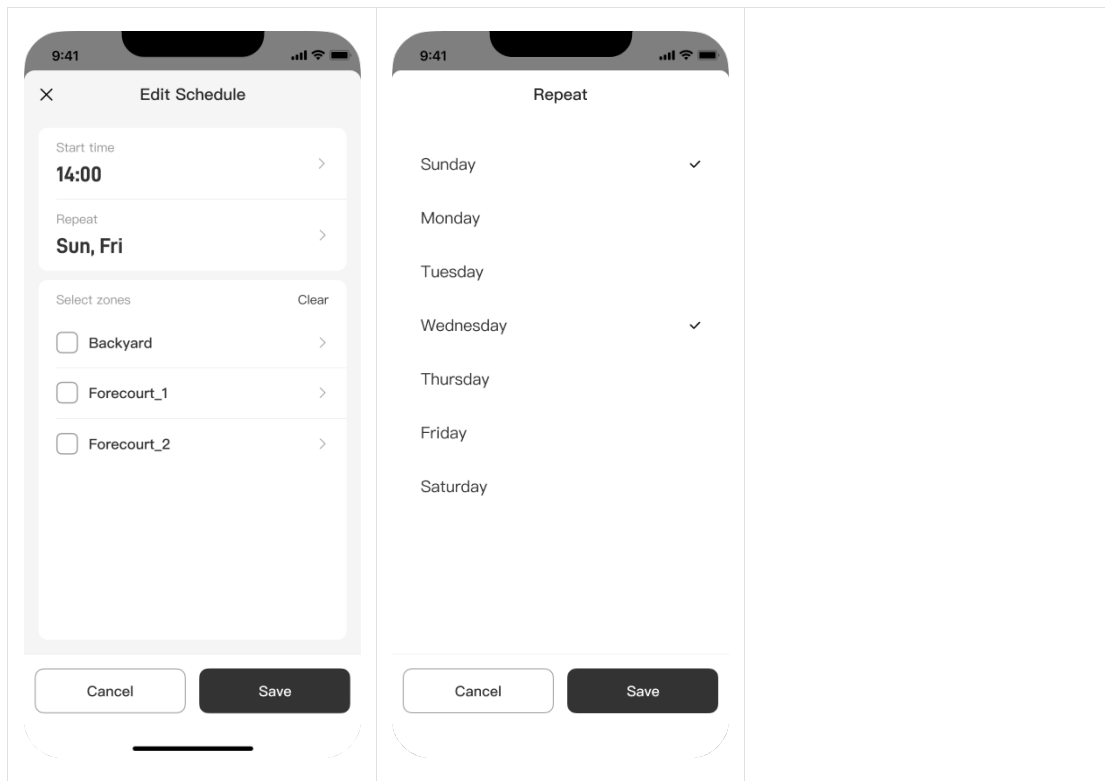 9:41
Edit Schedule
Start time
14:00
Repeat
Sun, Fri
Select zones Clear
Backyard
Forecourt_1
Forecourt_2
Cancel Save
9:41
Repeat
Sunday
Monday
Tuesday
Wednesday
Thursday
Friday
Saturday
Cancel Save